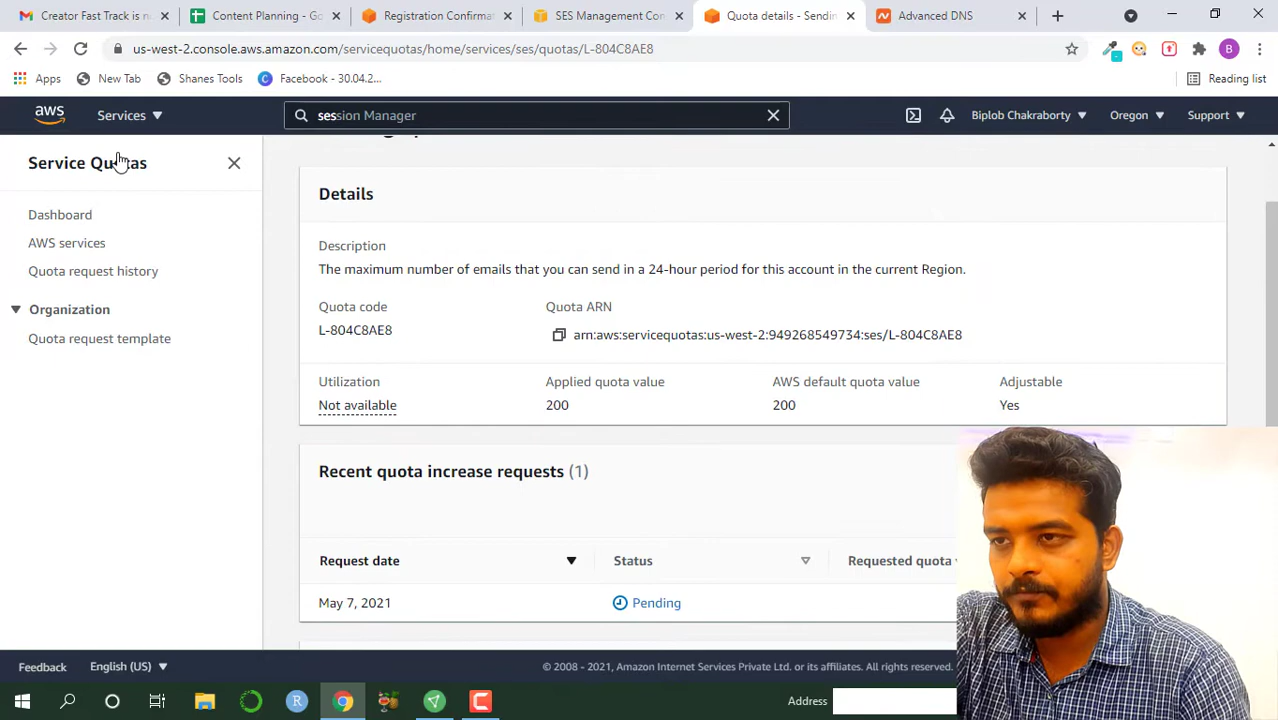 Creator Fast Track is n
Content Planning - Go
Registration Confirmat
SES Management Con
Quota details - Sendin
Advanced DNS
us-west-2.console.aws.amazon.com/servicequotas/home/services/ses/quotas/L-804C8AE8
B
Apps
New Tab
Shanes Tools
Facebook - 30.04.2...
Reading list
aws
Services
session Manager
Biplob Chakraborty
Oregon
Support
Service Quotas
Dashboard
AWS services
Quota request history
Organization
Quota request template
Details
Description
The maximum number of emails that you can send in a 24-hour period for this account in the current Region.
Quota code
Quota ARN
L-804C8AE8
arn:aws:servicequotas:us-west-2:949268549734:ses/L-804C8AE8
Utilization
Applied quota value
AWS default quota value
Adjustable
Not available
200
200
Yes
Recent quota increase requests (1)
Request date
Status
Requested quota
May 7, 2021
Pending
Feedback
English (US)
© 2008 - 2021, Amazon Internet Services Private Ltd. or its affiliates. All rights reserved.
R
Address